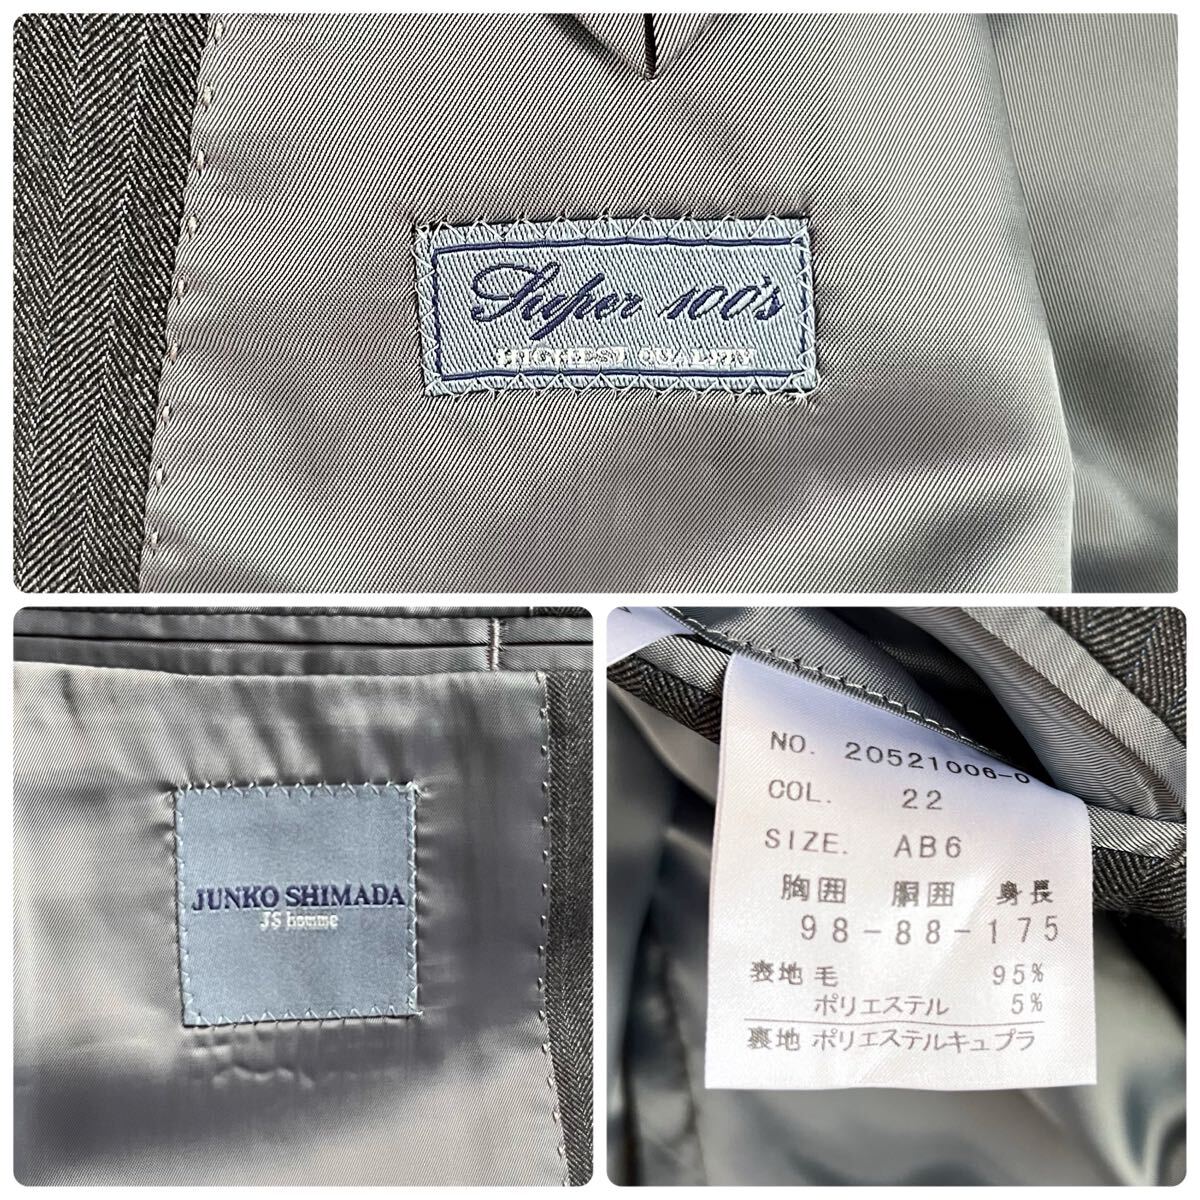 Super 100's
HIGHEST QUALITY
JUNKO SHIMADA
JS homme
NO. 20521006-0
COL. 22
SIZE. AB6
胸囲 胴囲 身長
98-88-175
表地 毛 95%
ポリエステル 5%
裏地 ポリエステルキュプラ